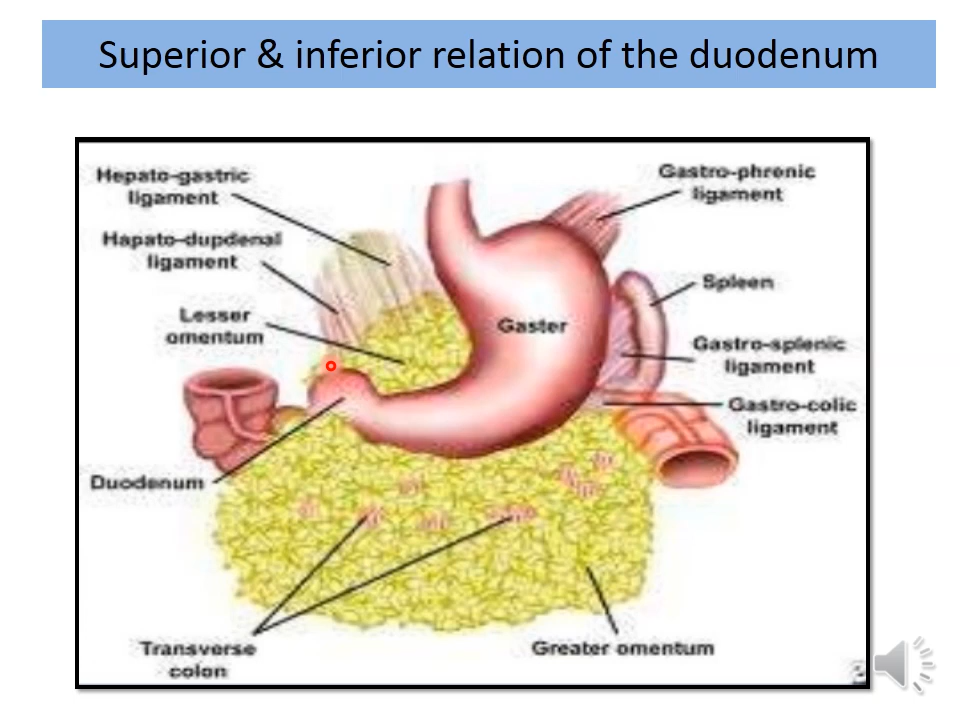 Superior & inferior relation of the duodenum
Hepato-gastric
ligament
Gastro-phrenic
ligament
Hapato-dupdenal
ligament
Spleen
Lesser
omentum
Gaster
Gastro-splenic
ligament
Gastro-colic
ligament
Duodenum
Transverse
colon
Greater omentum